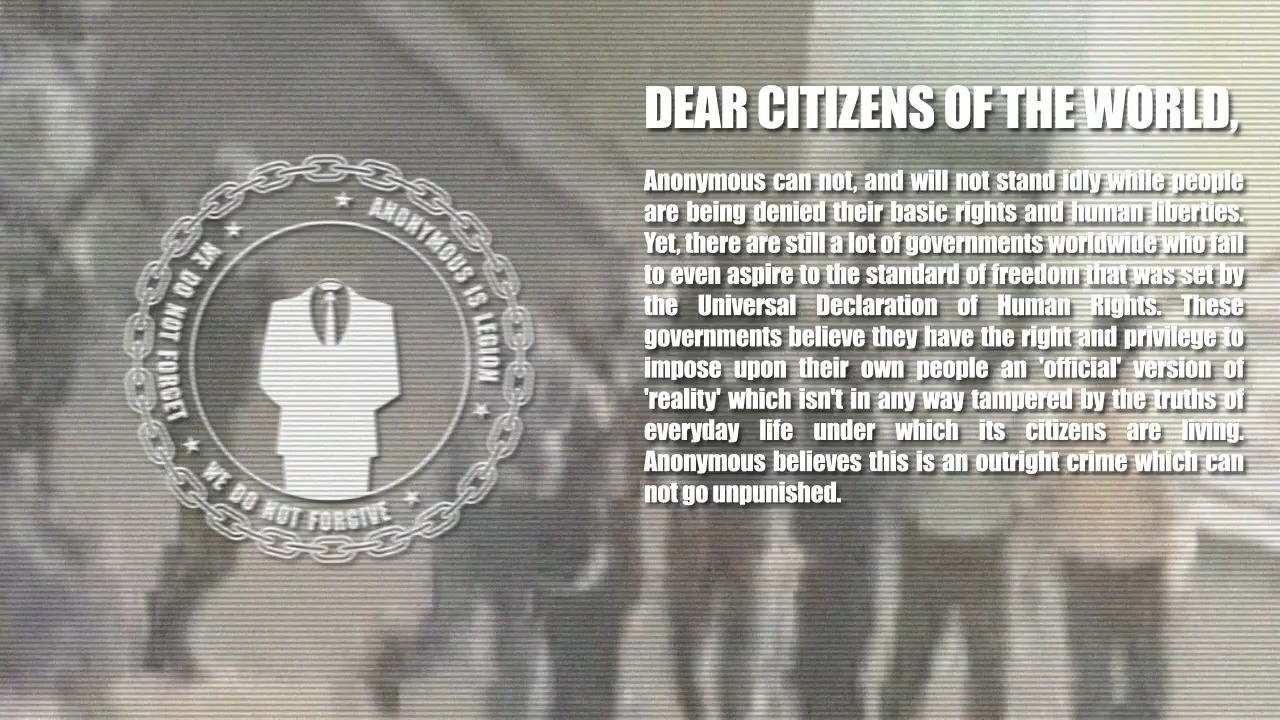 ANONYMOUS IS LEGION
WE DO NOT FORGIVE
WE DO NOT FORGET
DEAR CITIZENS OF THE WORLD,
Anonymous can not, and will not stand idly while people
are being denied their basic rights and human liberties.
Yet, there are still a lot of governments worldwide who fail
to even aspire to the standard of freedom that was set by
the Universal Declaration of Human Rights. These
governments believe they have the right and privilege to
impose upon their own people an 'official' version of
'reality' which isn't in any way tampered by the truths of
everyday life under which its citizens are living.
Anonymous believes this is an outright crime which can
not go unpunished.